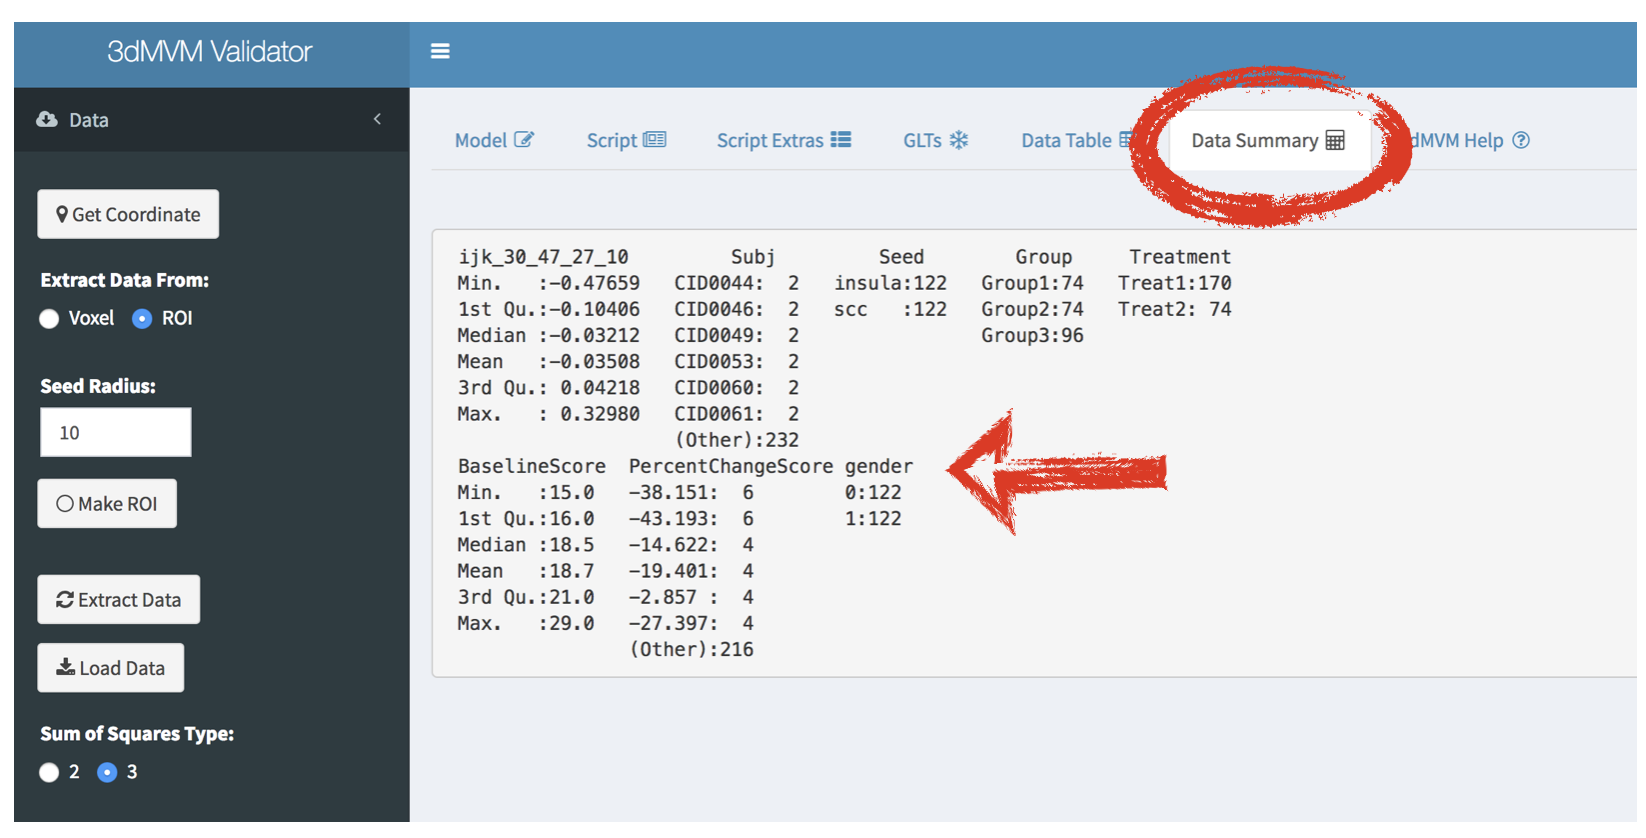 3dMVM Validator
Data
Model
Script
Script Extras
GLTs
Data Table
Data Summary
dMVM Help
Get Coordinate
Extract Data From:
Voxel ROI
Seed Radius:
10
Make ROI
Extract Data
Load Data
Sum of Squares Type:
2 3
ijk_30_47_27_10 Subj Seed Group Treatment
Min. :-0.47659 CID0044: 2 insula:122 Group1:74 Treat1:170
1st Qu.:-0.10406 CID0046: 2 scc :122 Group2:74 Treat2: 74
Median :-0.03212 CID0049: 2 Group3:96
Mean :-0.03508 CID0053: 2
3rd Qu.: 0.04218 CID0060: 2
Max. : 0.32980 CID0061: 2
(Other):232
BaselineScore PercentChangeScore gender
Min. :15.0 -38.151: 6 0:122
1st Qu.:16.0 -43.193: 6 1:122
Median :18.5 -14.622: 4
Mean :18.7 -19.401: 4
3rd Qu.:21.0 -2.857 : 4
Max. :29.0 -27.397: 4
(Other):216